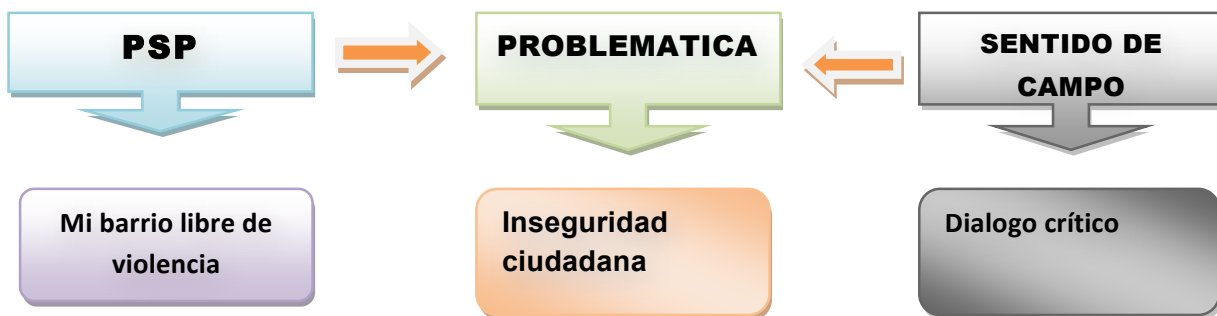 PSP
PROBLEMATICA
SENTIDO DE
CAMPO
Mi barrio libre de
violencia
Inseguridad
ciudadana
Dialogo crítico